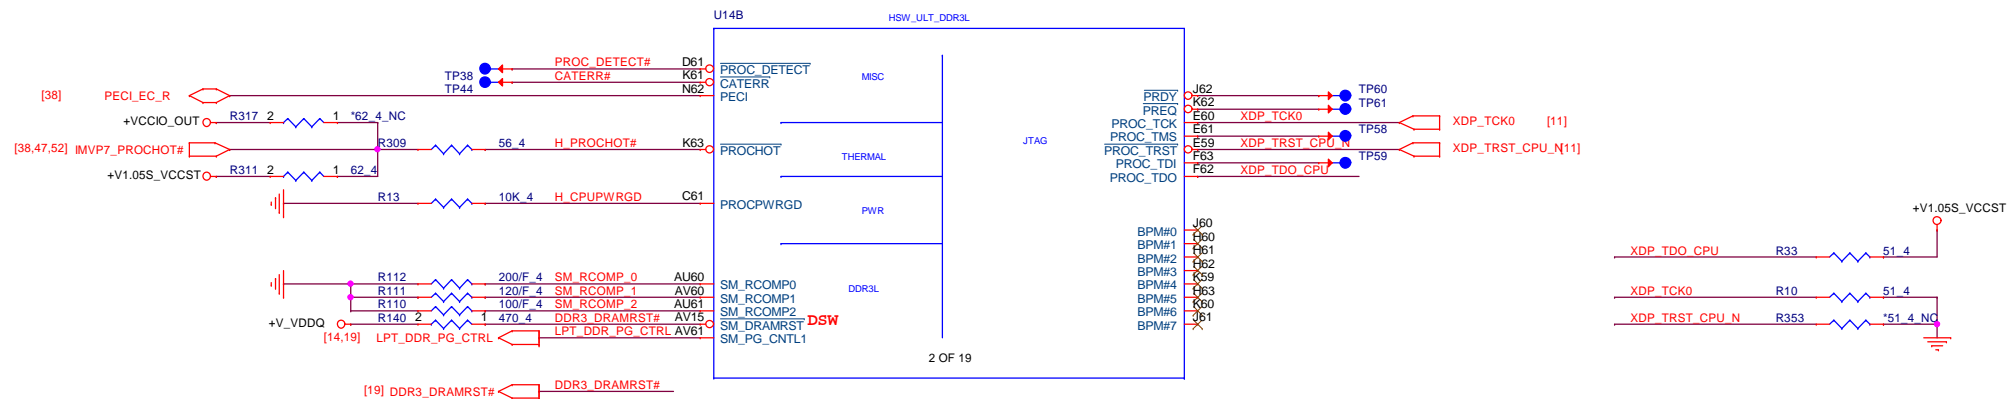 U14B
HSW_ULT_DDR3L
PROC_DETECT# D61 PROC_DETECT
TP38 CATERR# K61 CATERR
TP44 N62 PECI
[38] PECI_EC_R
MISC
+VCCIO_OUT R317 2 1 *62_4_NC
[38,47,52] IMVP7_PROCHOT# R309 56_4 H_PROCHOT# K63 PROCHOT
THERMAL
+V1.05S_VCCST R311 2 1 62_4
R13 10K_4 H_CPUPWRGD C61 PROCPWRGD
PWR
R112 200/F_4 SM_RCOMP_0 AU60 SM_RCOMP0
R111 120/F_4 SM_RCOMP_1 AV60 SM_RCOMP1
R110 100/F_4 SM_RCOMP_2 AU61 SM_RCOMP2
DDR3L
+V_VDDQ R140 2 1 470_4 DDR3_DRAMRST# AV15 SM_DRAMRST DSW
[14,19] LPT_DDR_PG_CTRL LPT_DDR_PG_CTRL AV61 SM_PG_CNTL1
2 OF 19
[19] DDR3_DRAMRST# DDR3_DRAMRST#
JTAG
PRDY J62 TP60
PREQ K62 TP61
PROC_TCK E60 XDP_TCK0 XDP_TCK0 [11]
PROC_TMS E61 TP58
PROC_TRST E59 XDP_TRST_CPU_N XDP_TRST_CPU_N [11]
PROC_TDI F63 TP59
PROC_TDO F62 XDP_TDO_CPU
BPM#0 J60
BPM#1 H60
BPM#2 H61
BPM#3 H62
BPM#4 K59
BPM#5 H63
BPM#6 K60
BPM#7 J61
+V1.05S_VCCST
XDP_TDO_CPU R33 51_4
XDP_TCK0 R10 51_4
XDP_TRST_CPU_N R353 *51_4_NC